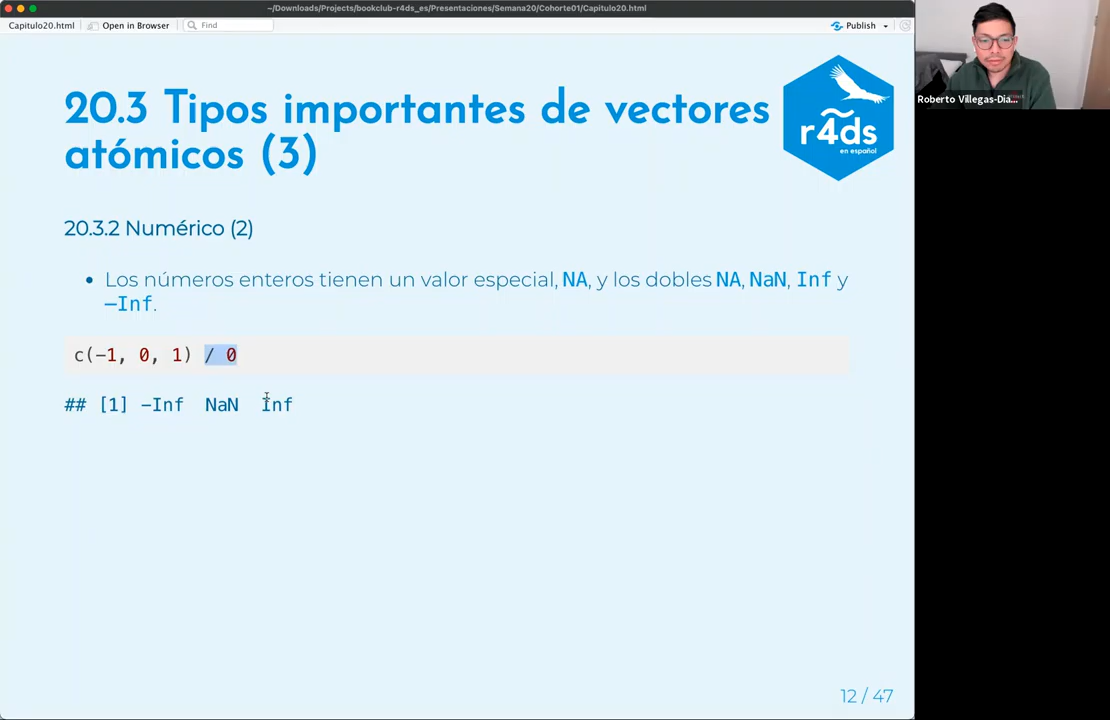 ~/Downloads/Projects/bookclub-r4ds_es/Presentaciones/Semana20/Cohorte01/Capitulo20.html
Capitulo20.html
Open in Browser
Find
Publish
Roberto Villegas-Dia...
20.3 Tipos importantes de vectores
atómicos (3)
r4ds
en español
20.3.2 Numérico (2)
• Los números enteros tienen un valor especial, NA, y los dobles NA, NaN, Inf y
-Inf.
c(-1, 0, 1) / 0
## [1] -Inf  NaN  Inf
12 / 47